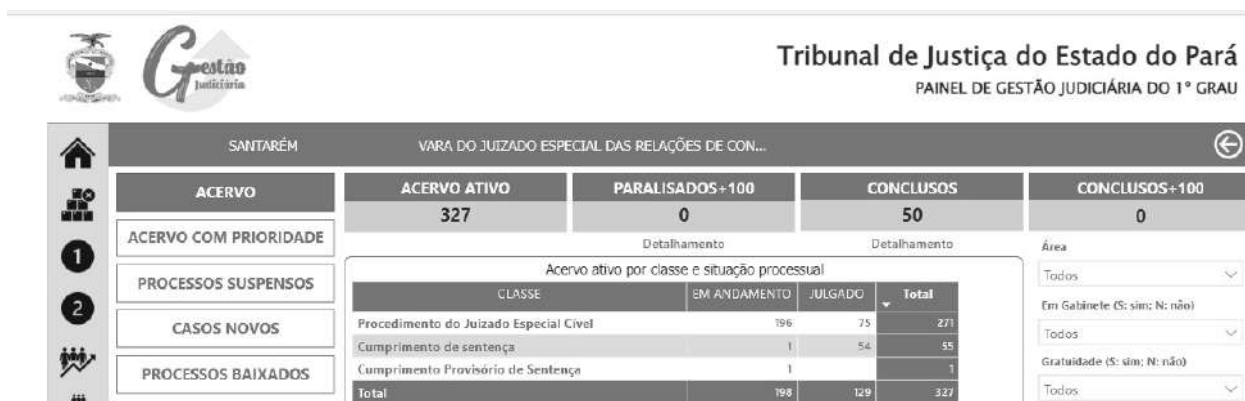 Gestão
Judiciária
Tribunal de Justiça do Estado do Pará
PAINEL DE GESTÃO JUDICIÁRIA DO 1º GRAU
SANTARÉM VARA DO JUIZADO ESPECIAL DAS RELAÇÕES DE CON...
ACERVO ACERVO ATIVO PARALISADOS+100 CONCLUSOS CONCLUSOS+100
327 0 50 0
ACERVO COM PRIORIDADE Detalhamento Detalhamento Área
Acervo ativo por classe e situação processual Todos
PROCESSOS SUSPENSOS CLASSE EM ANDAMENTO JULGADO Total
Em Gabinete (S: sim; N: não)
CASOS NOVOS Procedimento do Juizado Especial Cível 196 75 271
Todos
Cumprimento de sentença 1 54 55
Gratuidade (S: sim; N: não)
PROCESSOS BAIXADOS Cumprimento Provisório de Sentença 1 1
Total 198 129 327 Todos
1
2